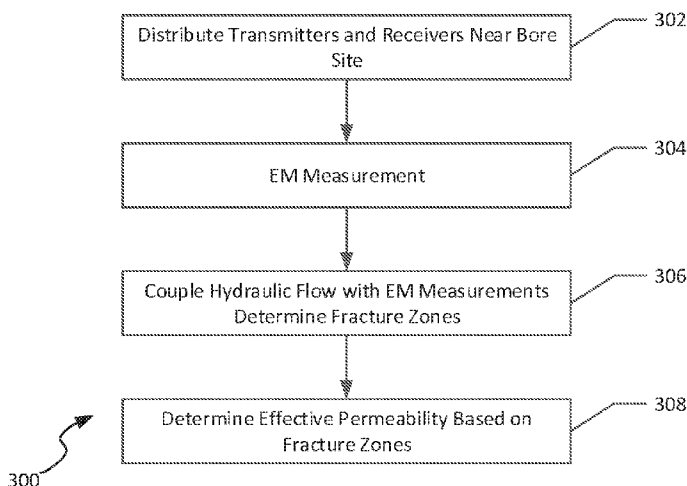 Distribute Transmitters and Receivers Near Bore
Site
302
EM Measurement
304
Couple Hydraulic Flow with EM Measurements
Determine Fracture Zones
306
Determine Effective Permeability Based on
Fracture Zones
308
300